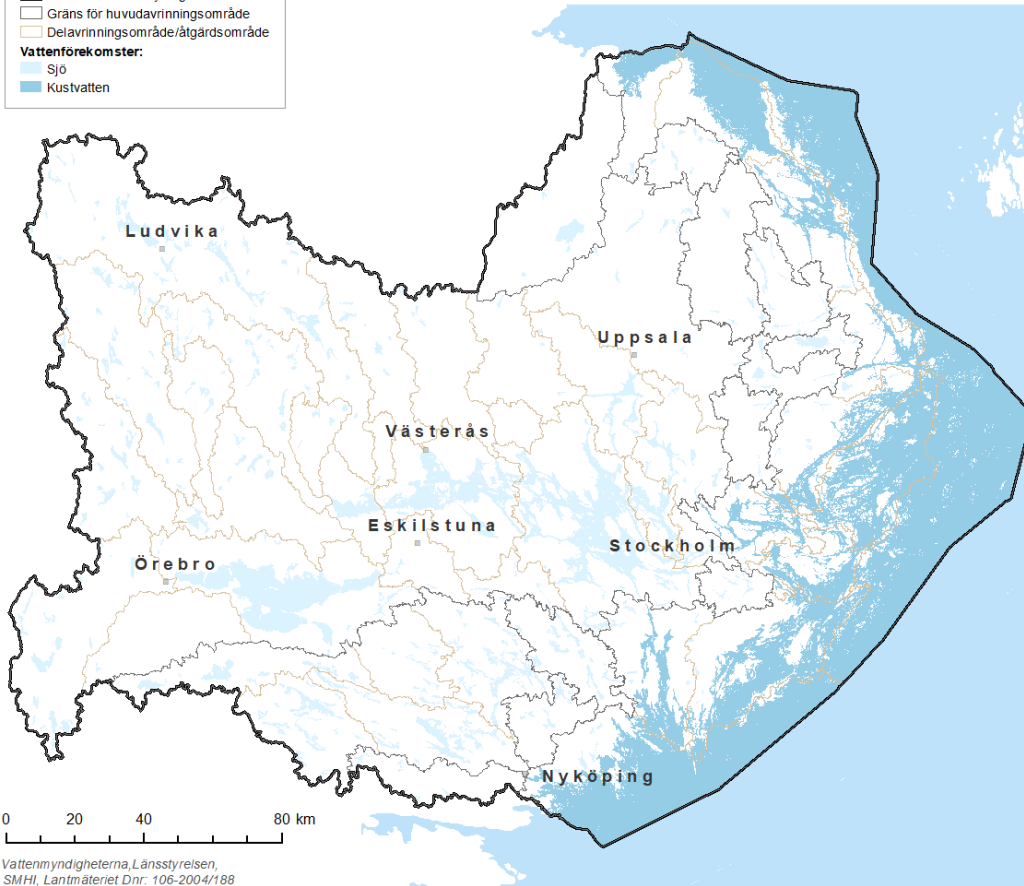 Gräns för huvudavrinningsområde
Delavrinningsområde/åtgärdsområde
Vattenförekomster:
Sjö
Kustvatten
Ludvika
Uppsala
Västerås
Eskilstuna
Stockholm
Örebro
Nyköping
0 20 40 80 km
Vattenmyndigheterna,Länsstyrelsen,
SMHI, Lantmäteriet Dnr: 106-2004/188